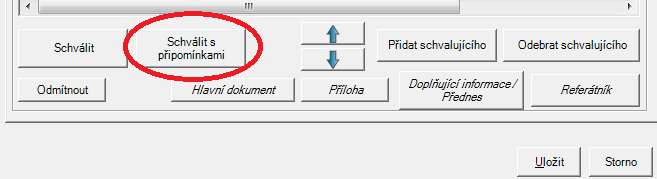 Schválit
Schválit s
připomínkami
Přidat schvalujícího
Odebrat schvalujícího
Odmítnout
Hlavní dokument
Příloha
Doplňující informace /
Přednes
Referátník
Uložit
Storno